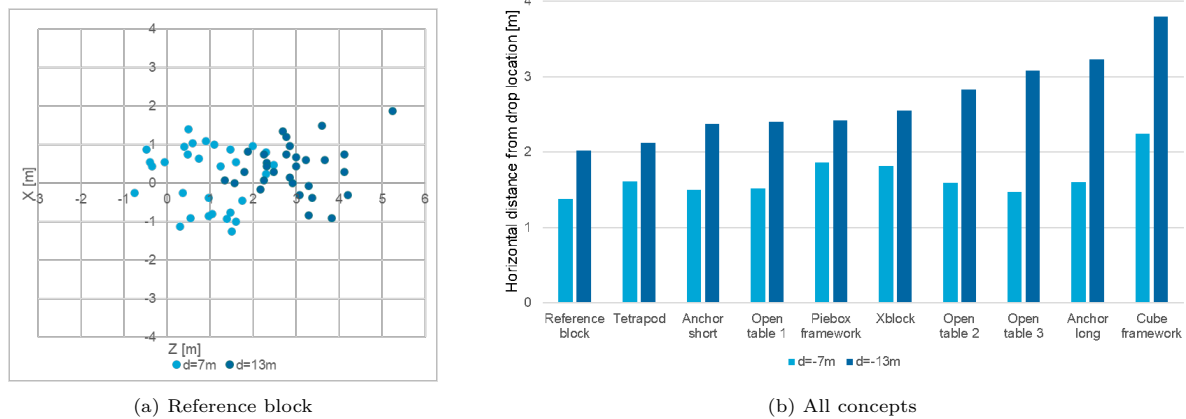 4
3
2
1
0
-1
-2
-3
-4
-3 -2 -1 0 1 2 3 4 5 6
X [m]
Z [m]
d=7m d=13m
(a) Reference block
Horizontal distance from drop location [m]
4
3
2
1
0
Reference block
Tetrapod
Anchor short
Open table 1
Piebox framework
Xblock
Open table 2
Open table 3
Anchor long
Cube framework
d=-7m d=-13m
(b) All concepts